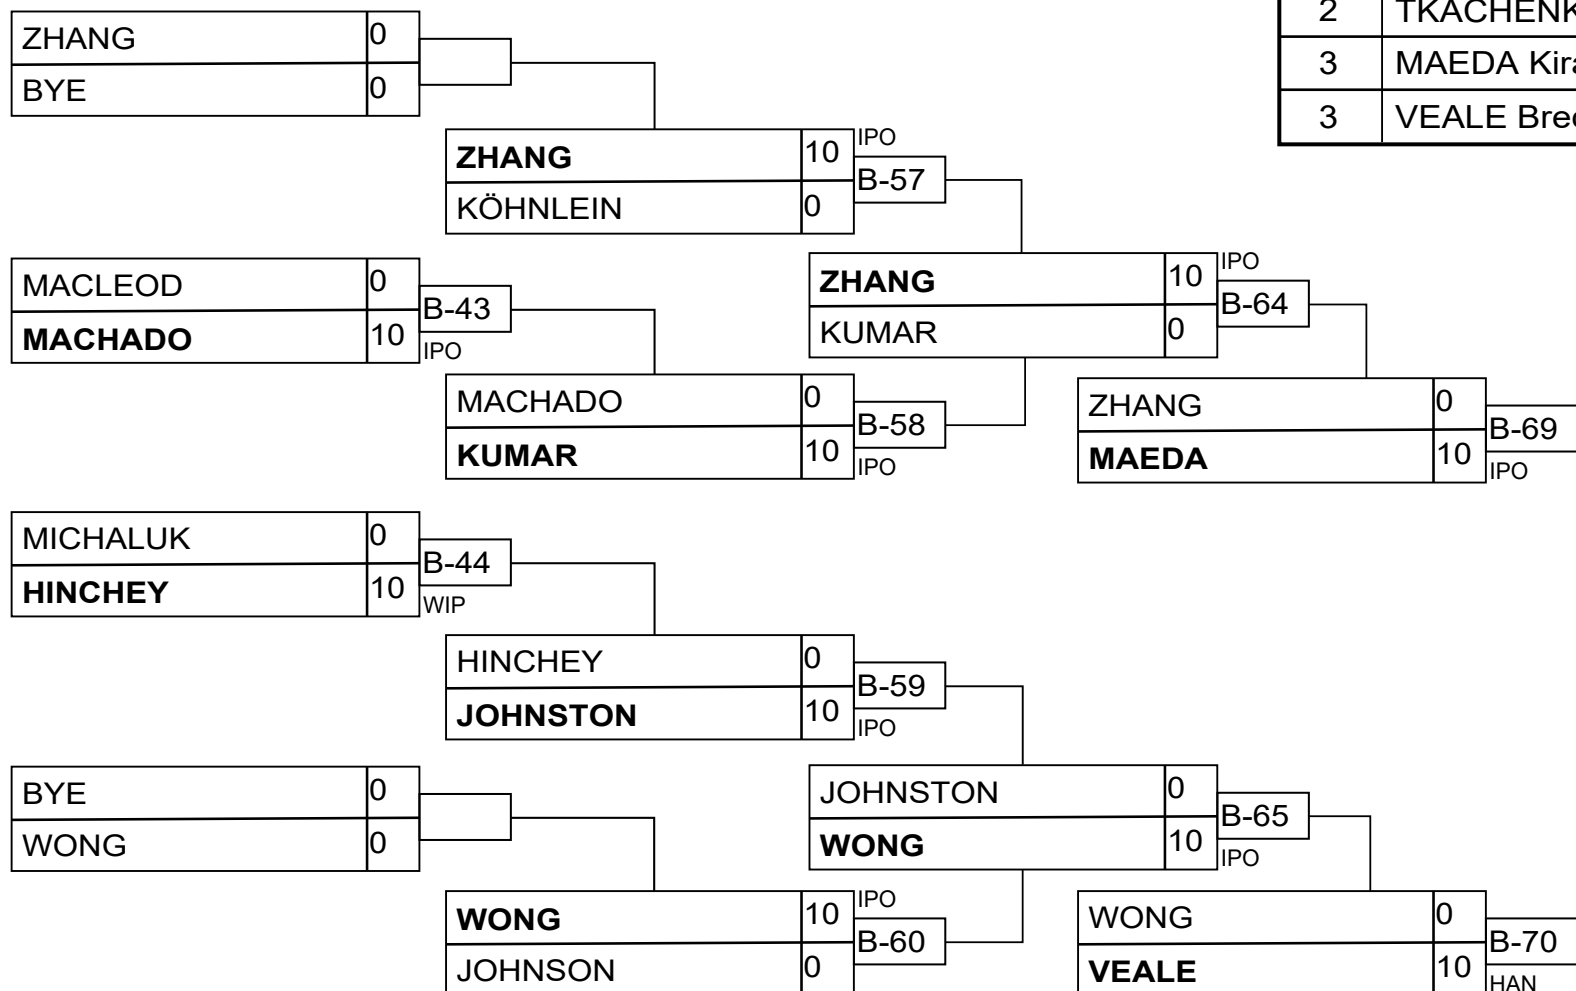 2
3 MAEDA
3 VEALE
ZHANG 0
BYE 0
ZHANG 10 IPO
KÖHNLEIN 0
B-57
MACLEOD 0
MACHADO 10
B-43
IPO
ZHANG 10 IPO
KUMAR 0
B-64
MACHADO 0
KUMAR 10
B-58
IPO
ZHANG 0
MAEDA 10
B-69
IPO
MICHALUK 0
HINCHEY 10
B-44
WIP
HINCHEY 0
JOHNSTON 10
B-59
IPO
BYE 0
WONG 0
JOHNSTON 0
WONG 10
B-65
IPO
WONG 10 IPO
JOHNSON 0
B-60
WONG 0
VEALE 10
B-70
HAN